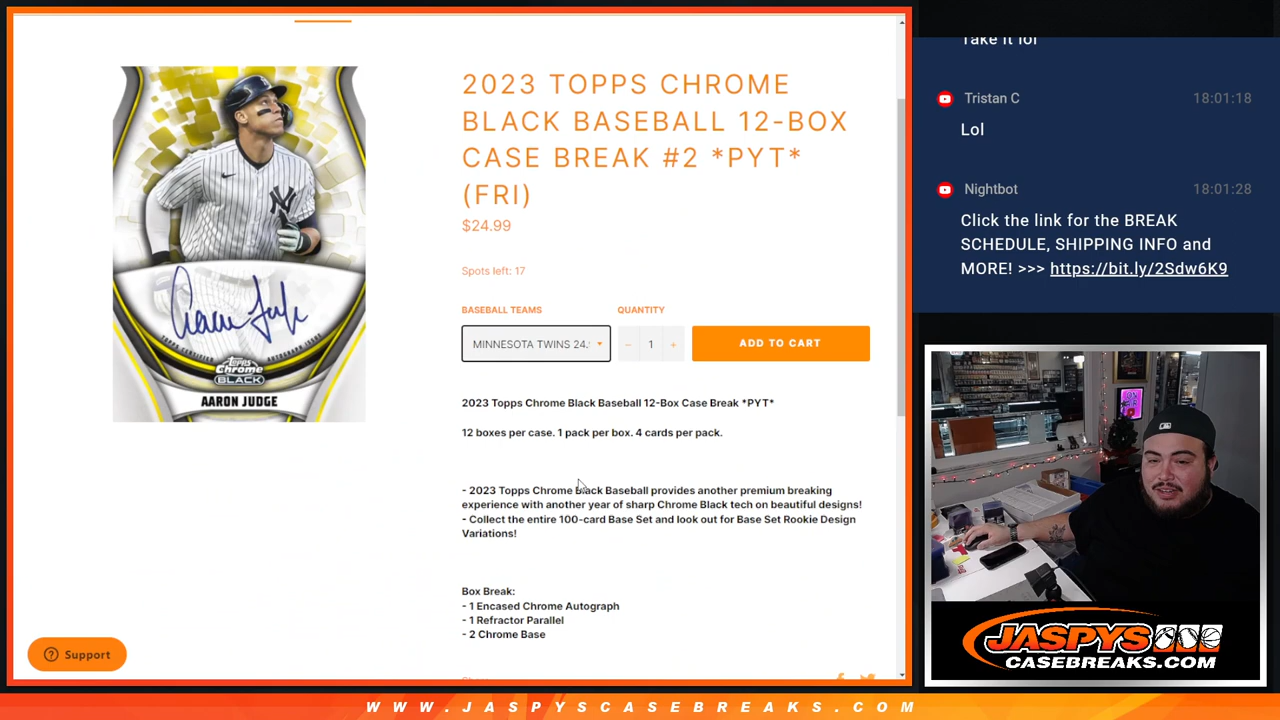 2023 TOPPS CHROME
BLACK BASEBALL 12-BOX
CASE BREAK #2 *PYT*
(FRI)
$24.99
Spots left: 17
BASEBALL TEAMS
QUANTITY
MINNESOTA TWINS 24.
1
ADD TO CART
2023 Topps Chrome Black Baseball 12-Box Case Break *PYT*
12 boxes per case. 1 pack per box. 4 cards per pack.
- 2023 Topps Chrome Black Baseball provides another premium breaking
experience with another year of sharp Chrome Black tech on beautiful designs!
- Collect the entire 100-card Base Set and look out for Base Set Rookie Design
Variations!
Box Break:
- 1 Encased Chrome Autograph
- 1 Refractor Parallel
- 2 Chrome Base
Topps
Chrome
BLACK
AARON JUDGE
Support
Take it lol
Tristan C 18:01:18
Lol
Nightbot 18:01:28
Click the link for the BREAK
SCHEDULE, SHIPPING INFO and
MORE! >>> https://bit.ly/2Sdw6K9
JASPYS
CASEBREAKS.COM
WWW.JASPYSCASEBREAKS.COM